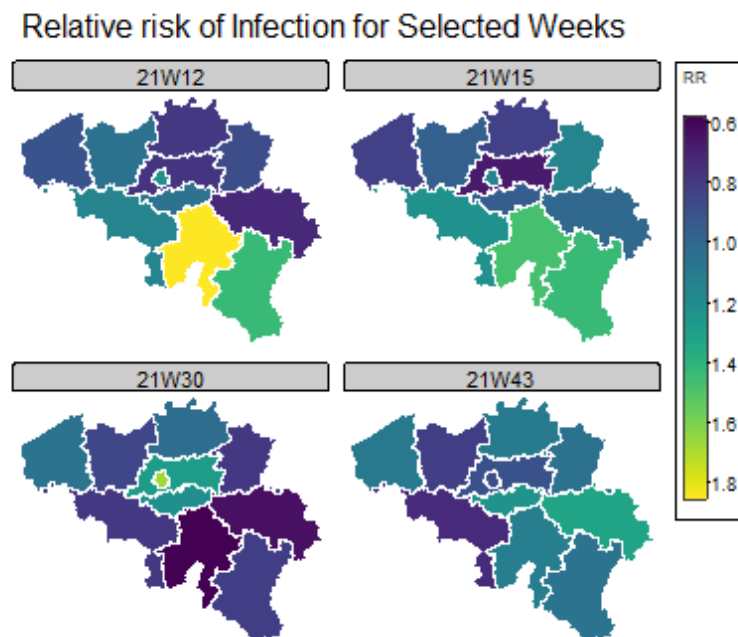 Relative risk of Infection for Selected Weeks
21W12
21W15
RR
0.6
0.8
1.0
1.2
1.4
1.6
1.8
21W30
21W43